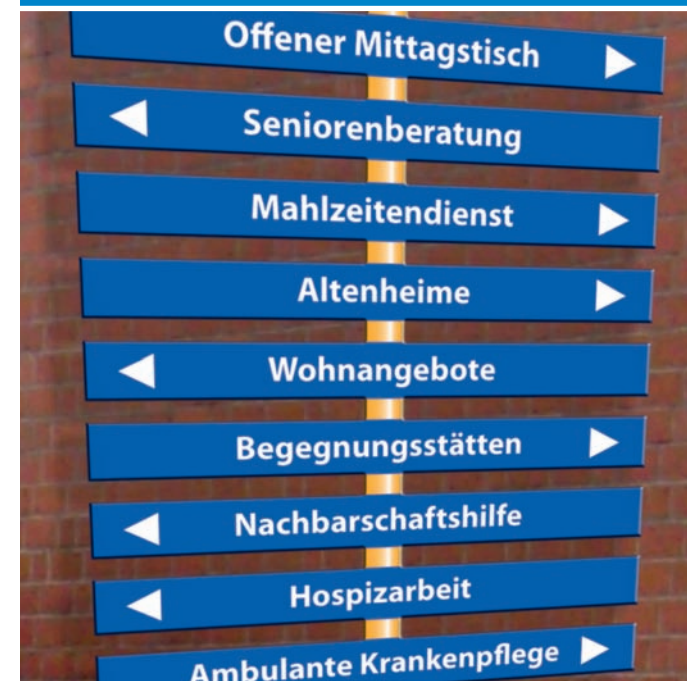 Offener Mittagstisch
Seniorenberatung
Mahlzeitendienst
Altenheime
Wohnangebote
Begegnungsstätten
Nachbarschaftshilfe
Hospizarbeit
Ambulante Krankenpflege